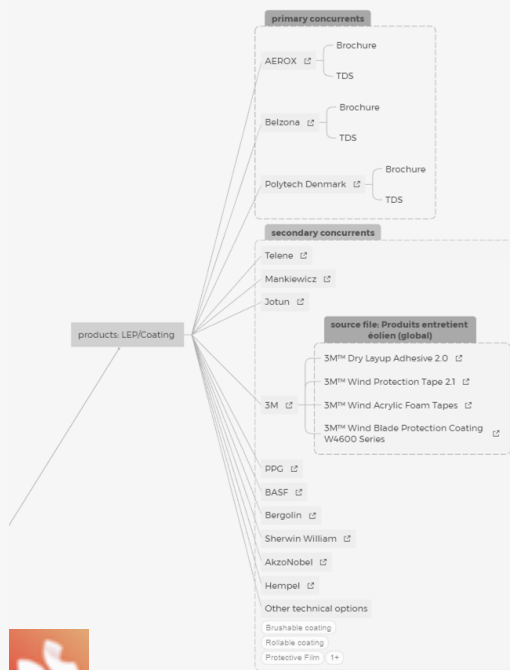 primary concurrents
AEROX
Brochure
TDS
Belzona
Brochure
TDS
Polytech Denmark
Brochure
TDS
secondary concurrents
Telene
Mankiewicz
Jotun
products: LEP/Coating
source file: Produits entretient
éolien (global)
3M™ Dry Layup Adhesive 2.0
3M™ Wind Protection Tape 2.1
3M
3M™ Wind Acrylic Foam Tapes
3M™ Wind Blade Protection Coating
W4600 Series
PPG
BASF
Bergolin
Sherwin William
AkzoNobel
Hempel
Other technical options
Brushable coating
Rollable coating
Protective Film 1+